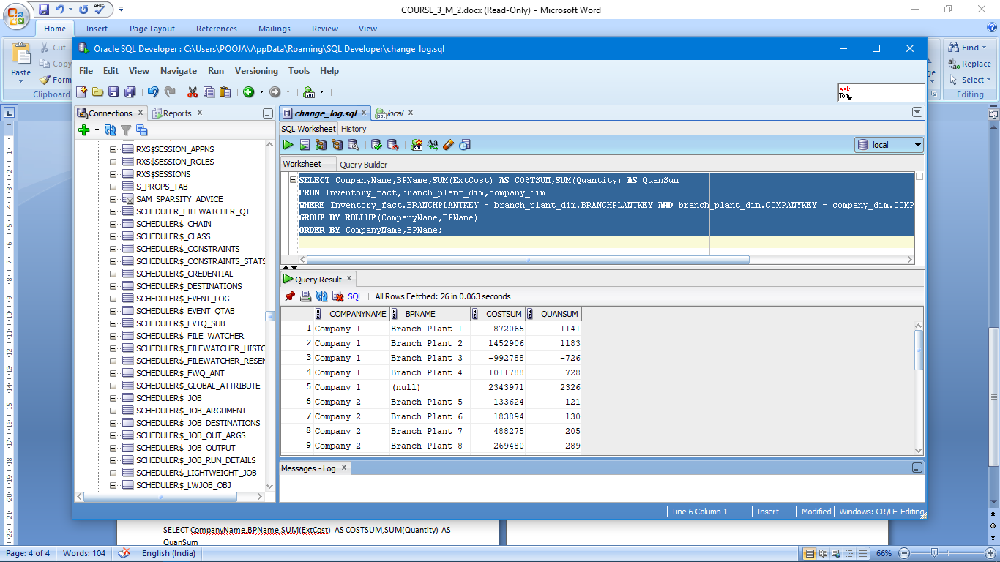 COURSE_3_M_2.docx (Read-Only) - Microsoft Word
Home Insert Page Layout References Mailings Review View
Cut
Copy
Form
Paste
Clipboard
Find
Replace
Select
Editing
Oracle SQL Developer : C:\Users\POOJA\AppData\Roaming\SQL Developer\change_log.sql
File Edit View Navigate Run Versioning Tools Help
ask
Tom
Connections x Reports x
change_log.sql x local x
SQL Worksheet History
local
Worksheet Query Builder
RXS$SESSION_APPNS
RXS$SESSION_ROLES
RXS$SESSIONS
S_PROPS_TAB
SAM_SPARSITY_ADVICE
SCHEDULER_FILEWATCHER_QT
SCHEDULER$_CHAIN
SCHEDULER$_CLASS
SCHEDULER$_CONSTRAINTS
SCHEDULER$_CONSTRAINTS_STATS
SCHEDULER$_CREDENTIAL
SCHEDULER$_DESTINATIONS
SCHEDULER$_EVENT_LOG
SCHEDULER$_EVENT_QTAB
SCHEDULER$_EVTQ_SUB
SCHEDULER$_FILE_WATCHER
SCHEDULER$_FILEWATCHER_HISTO
SCHEDULER$_FILEWATCHER_RESEN
SCHEDULER$_FWQ_ANT
SCHEDULER$_GLOBAL_ATTRIBUTE
SCHEDULER$_JOB
SCHEDULER$_JOB_ARGUMENT
SCHEDULER$_JOB_DESTINATIONS
SCHEDULER$_JOB_OUT_ARGS
SCHEDULER$_JOB_OUTPUT
SCHEDULER$_JOB_RUN_DETAILS
SCHEDULER$_LIGHTWEIGHT_JOB
SCHEDULER$_LWJOB_OBJ
SELECT CompanyName,BPName,SUM(ExtCost) AS COSTSUM,SUM(Quantity) AS QuanSum
FROM Inventory_fact,branch_plant_dim,company_dim
WHERE Inventory_fact.BRANCHPLANTKEY = branch_plant_dim.BRANCHPLANTKEY AND branch_plant_dim.COMPANYKEY = company_dim.COMP
GROUP BY ROLLUP(CompanyName,BPName)
ORDER BY CompanyName,BPName;
Query Result x
SQL | All Rows Fetched: 26 in 0.063 seconds
COMPANYNAME BPNAME COSTSUM QUANSUM
1 Company 1 Branch Plant 1 872065 1141
2 Company 1 Branch Plant 2 1452906 1183
3 Company 1 Branch Plant 3 -992788 -726
4 Company 1 Branch Plant 4 1011788 728
5 Company 1 (null) 2343971 2326
6 Company 2 Branch Plant 5 133624 -121
7 Company 2 Branch Plant 6 183894 130
8 Company 2 Branch Plant 7 488275 205
9 Company 2 Branch Plant 8 -269480 -289
Messages - Log x
Line 6 Column 1 Insert Modified Windows: CR/LF Editing
SELECT CompanyName,BPName,SUM(ExtCost) AS COSTSUM,SUM(Quantity) AS
QuanSum
Page: 4 of 4 Words: 104 English (India) 66%